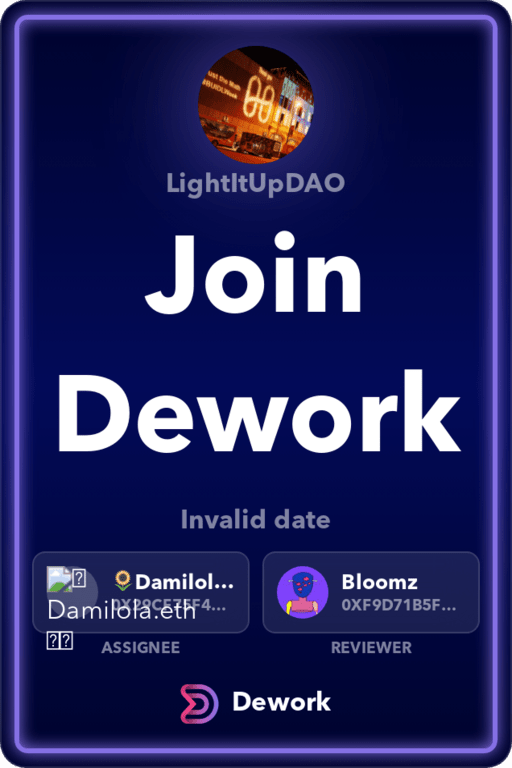 LightItUpDAO
Join
Dework
Invalid date
🌻Damilol...
Damilola.eth
Bloomz
0XF9D71B5F...
ASSIGNEE
REVIEWER
Dework